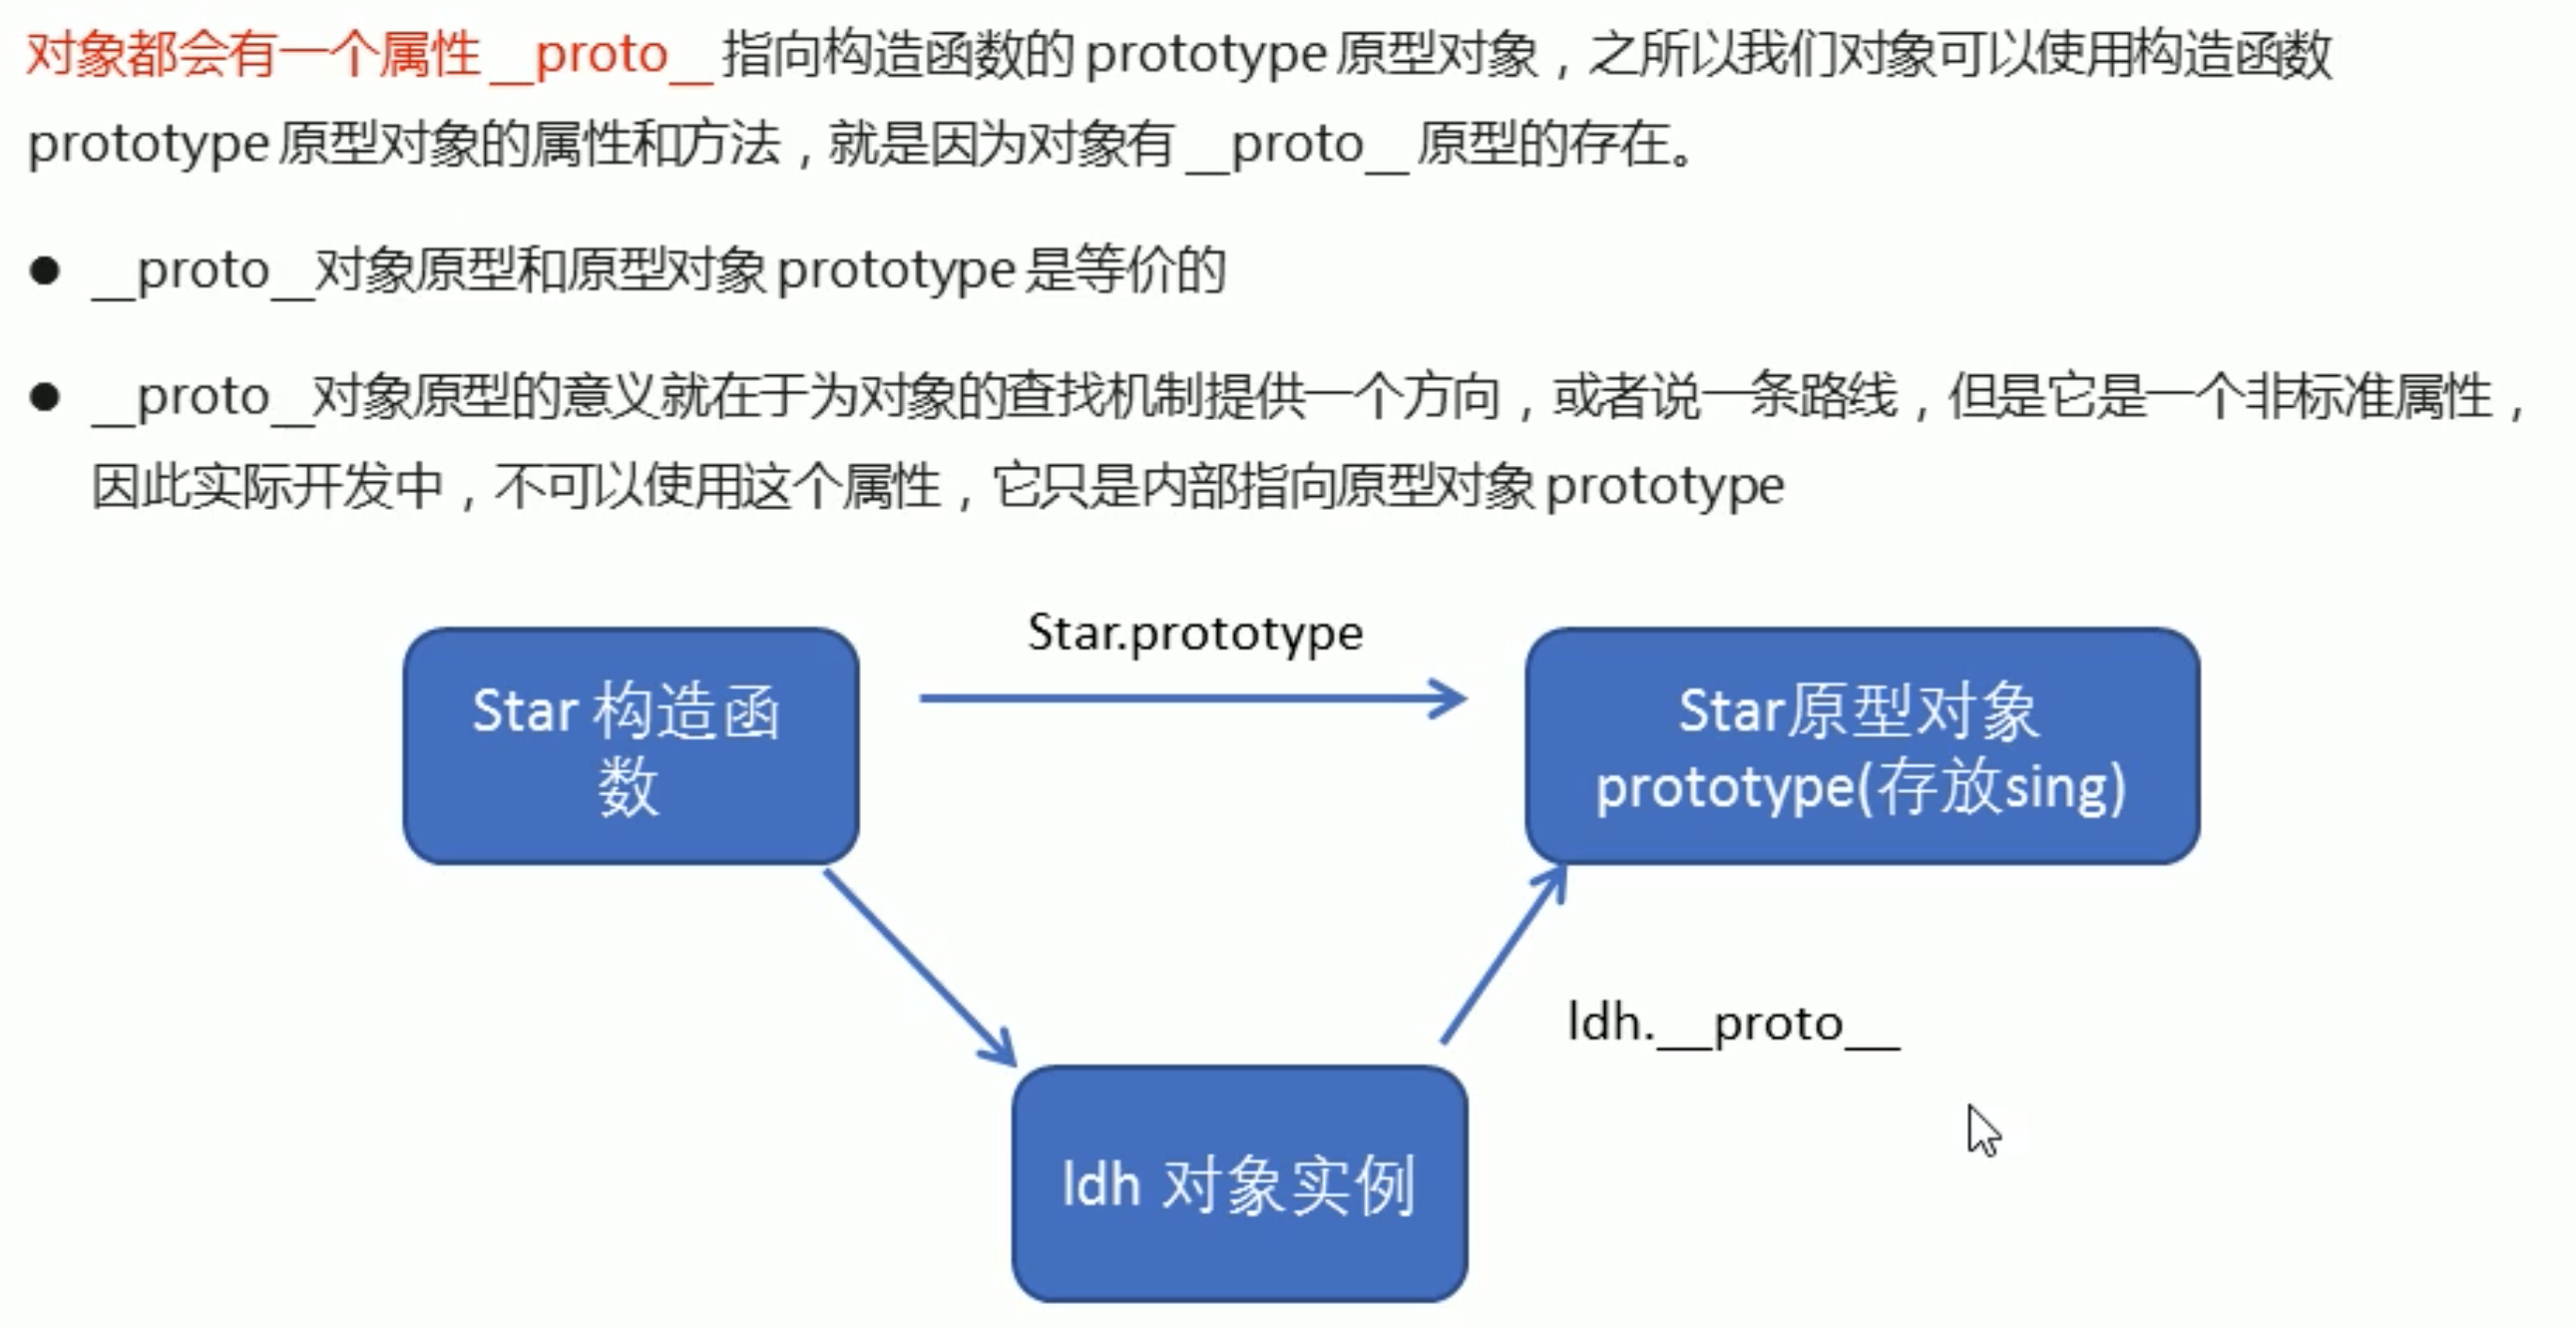 对象都会有一个属性 __proto__ 指向构造函数的 prototype 原型对象，之所以我们对象可以使用构造函数
prototype 原型对象的属性和方法，就是因为对象有 __proto__ 原型的存在。
● __proto__对象原型和原型对象 prototype 是等价的
● __proto__对象原型的意义就在于为对象的查找机制提供一个方向，或者说一条路线，但是它是一个非标准属性，
因此实际开发中，不可以使用这个属性，它只是内部指向原型对象 prototype
Star.prototype
Star 构造函
数
Star原型对象
prototype(存放sing)
ldh.__proto__
ldh 对象实例